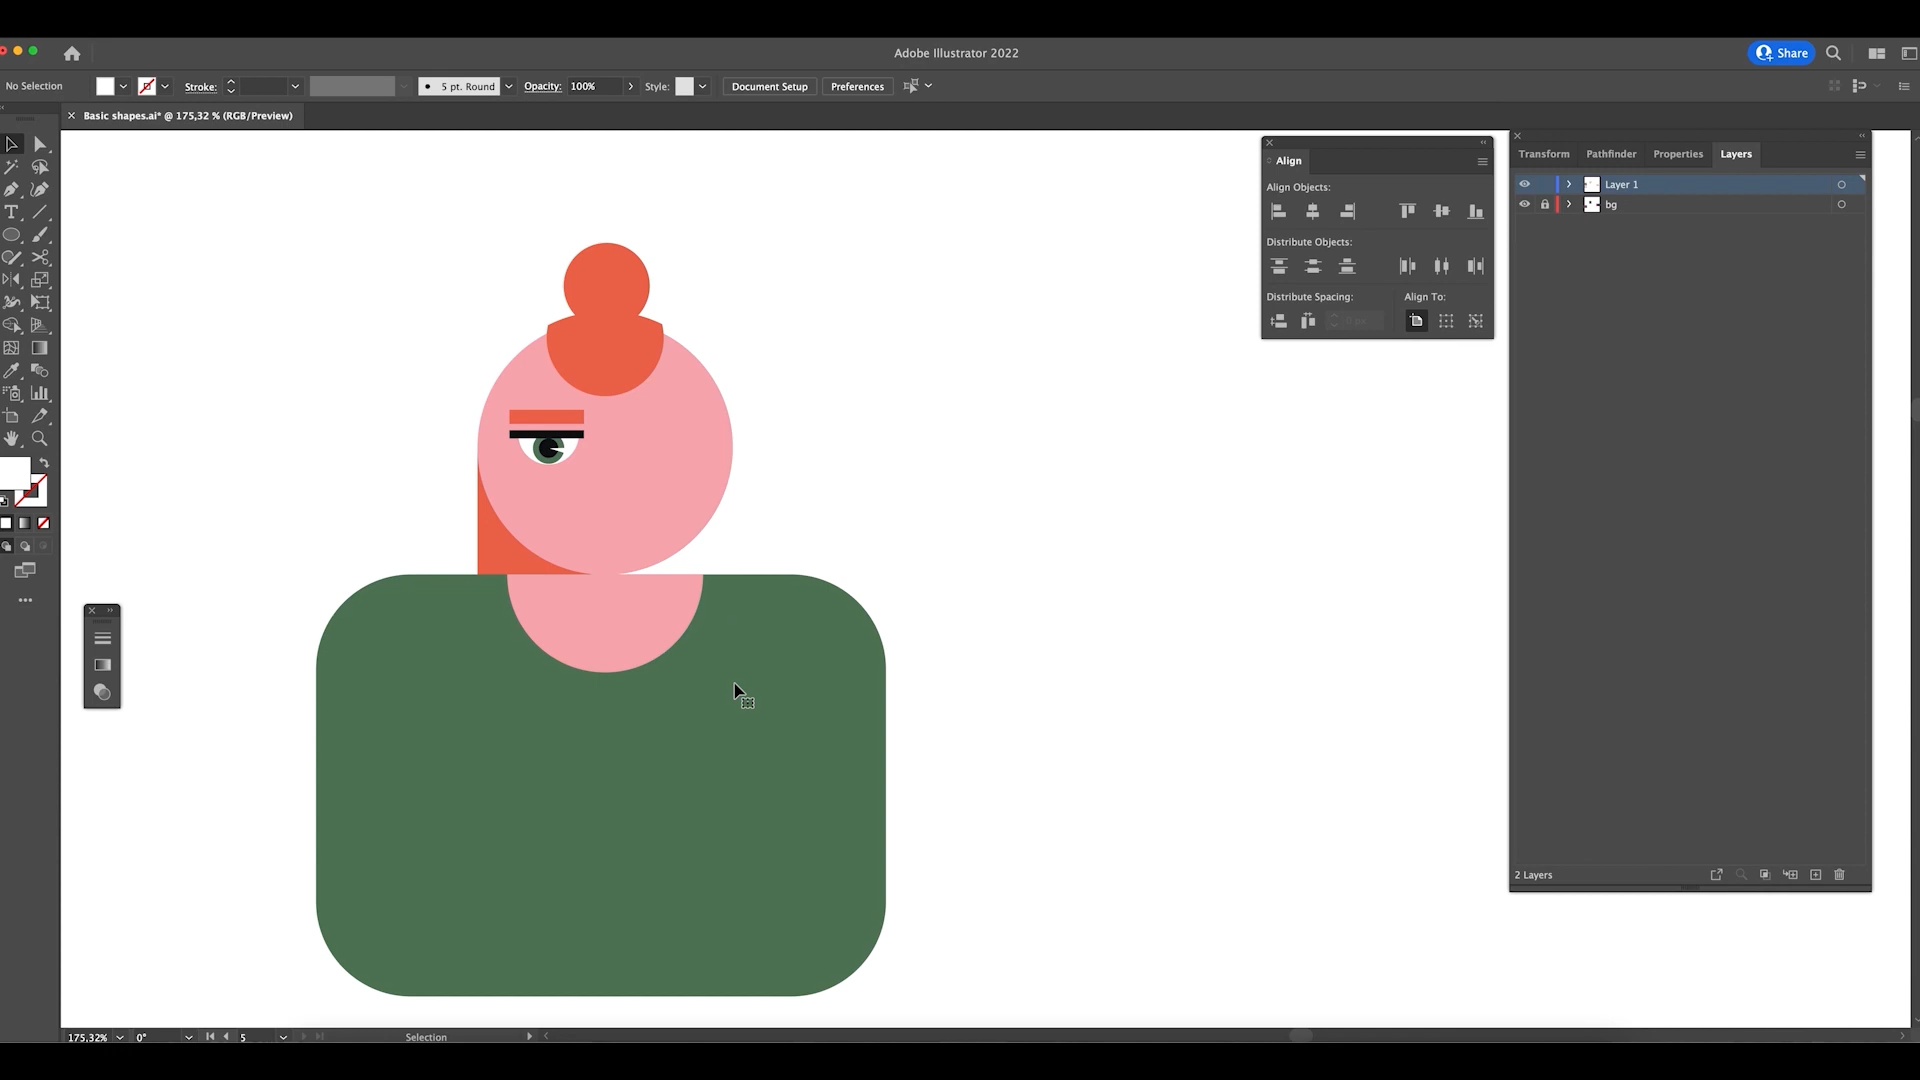 Adobe Illustrator 2022
Share
No Selection
Stroke:
5 pt. Round
Opacity: 100%
Style:
Document Setup
Preferences
Basic shapes.ai* @ 175,32 % (RGB/Preview)
Align
Align Objects:
Distribute Objects:
Distribute Spacing:
Align To:
0 px
Transform
Pathfinder
Properties
Layers
Layer 1
bg
2 Layers
175,32%
0°
5
Selection